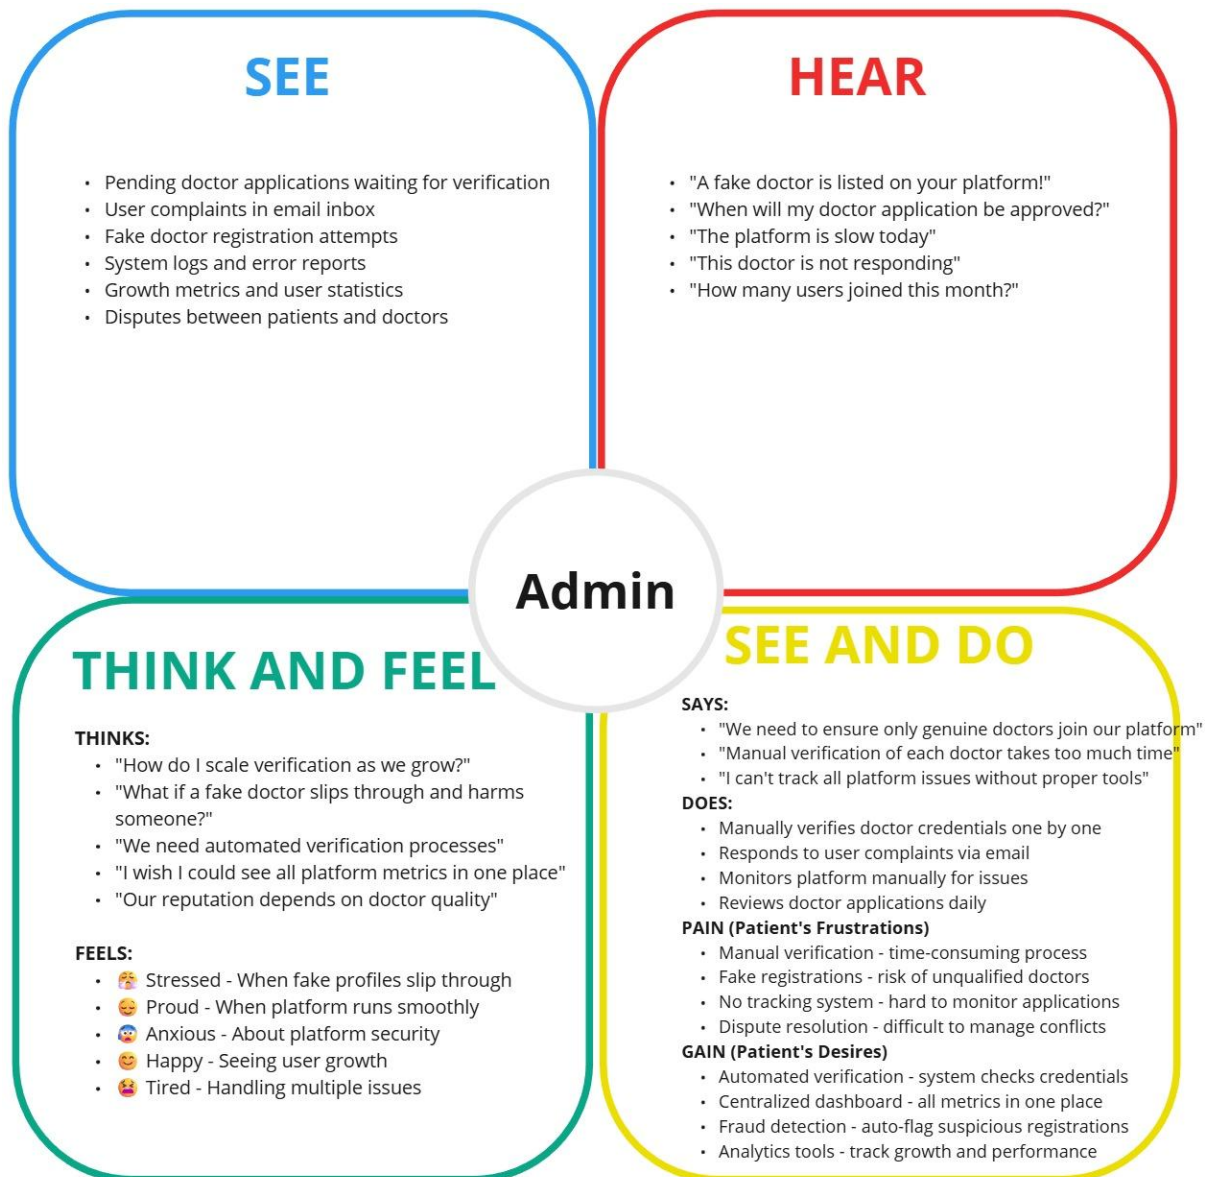 SEE
• Pending doctor applications waiting for verification
• User complaints in email inbox
• Fake doctor registration attempts
• System logs and error reports
• Growth metrics and user statistics
• Disputes between patients and doctors
HEAR
• "A fake doctor is listed on your platform!"
• "When will my doctor application be approved?"
• "The platform is slow today"
• "This doctor is not responding"
• "How many users joined this month?"
Admin
THINK AND FEEL
THINKS:
• "How do I scale verification as we grow?"
• "What if a fake doctor slips through and harms
someone?"
• "We need automated verification processes"
• "I wish I could see all platform metrics in one place"
• "Our reputation depends on doctor quality"
FEELS:
• 😤 Stressed - When fake profiles slip through
• 😌 Proud - When platform runs smoothly
• 😰 Anxious - About platform security
• 😊 Happy - Seeing user growth
• 😫 Tired - Handling multiple issues
SEE AND DO
SAYS:
• "We need to ensure only genuine doctors join our platform"
• "Manual verification of each doctor takes too much time"
• "I can't track all platform issues without proper tools"
DOES:
• Manually verifies doctor credentials one by one
• Responds to user complaints via email
• Monitors platform manually for issues
• Reviews doctor applications daily
PAIN (Patient's Frustrations)
• Manual verification - time-consuming process
• Fake registrations - risk of unqualified doctors
• No tracking system - hard to monitor applications
• Dispute resolution - difficult to manage conflicts
GAIN (Patient's Desires)
• Automated verification - system checks credentials
• Centralized dashboard - all metrics in one place
• Fraud detection - auto-flag suspicious registrations
• Analytics tools - track growth and performance